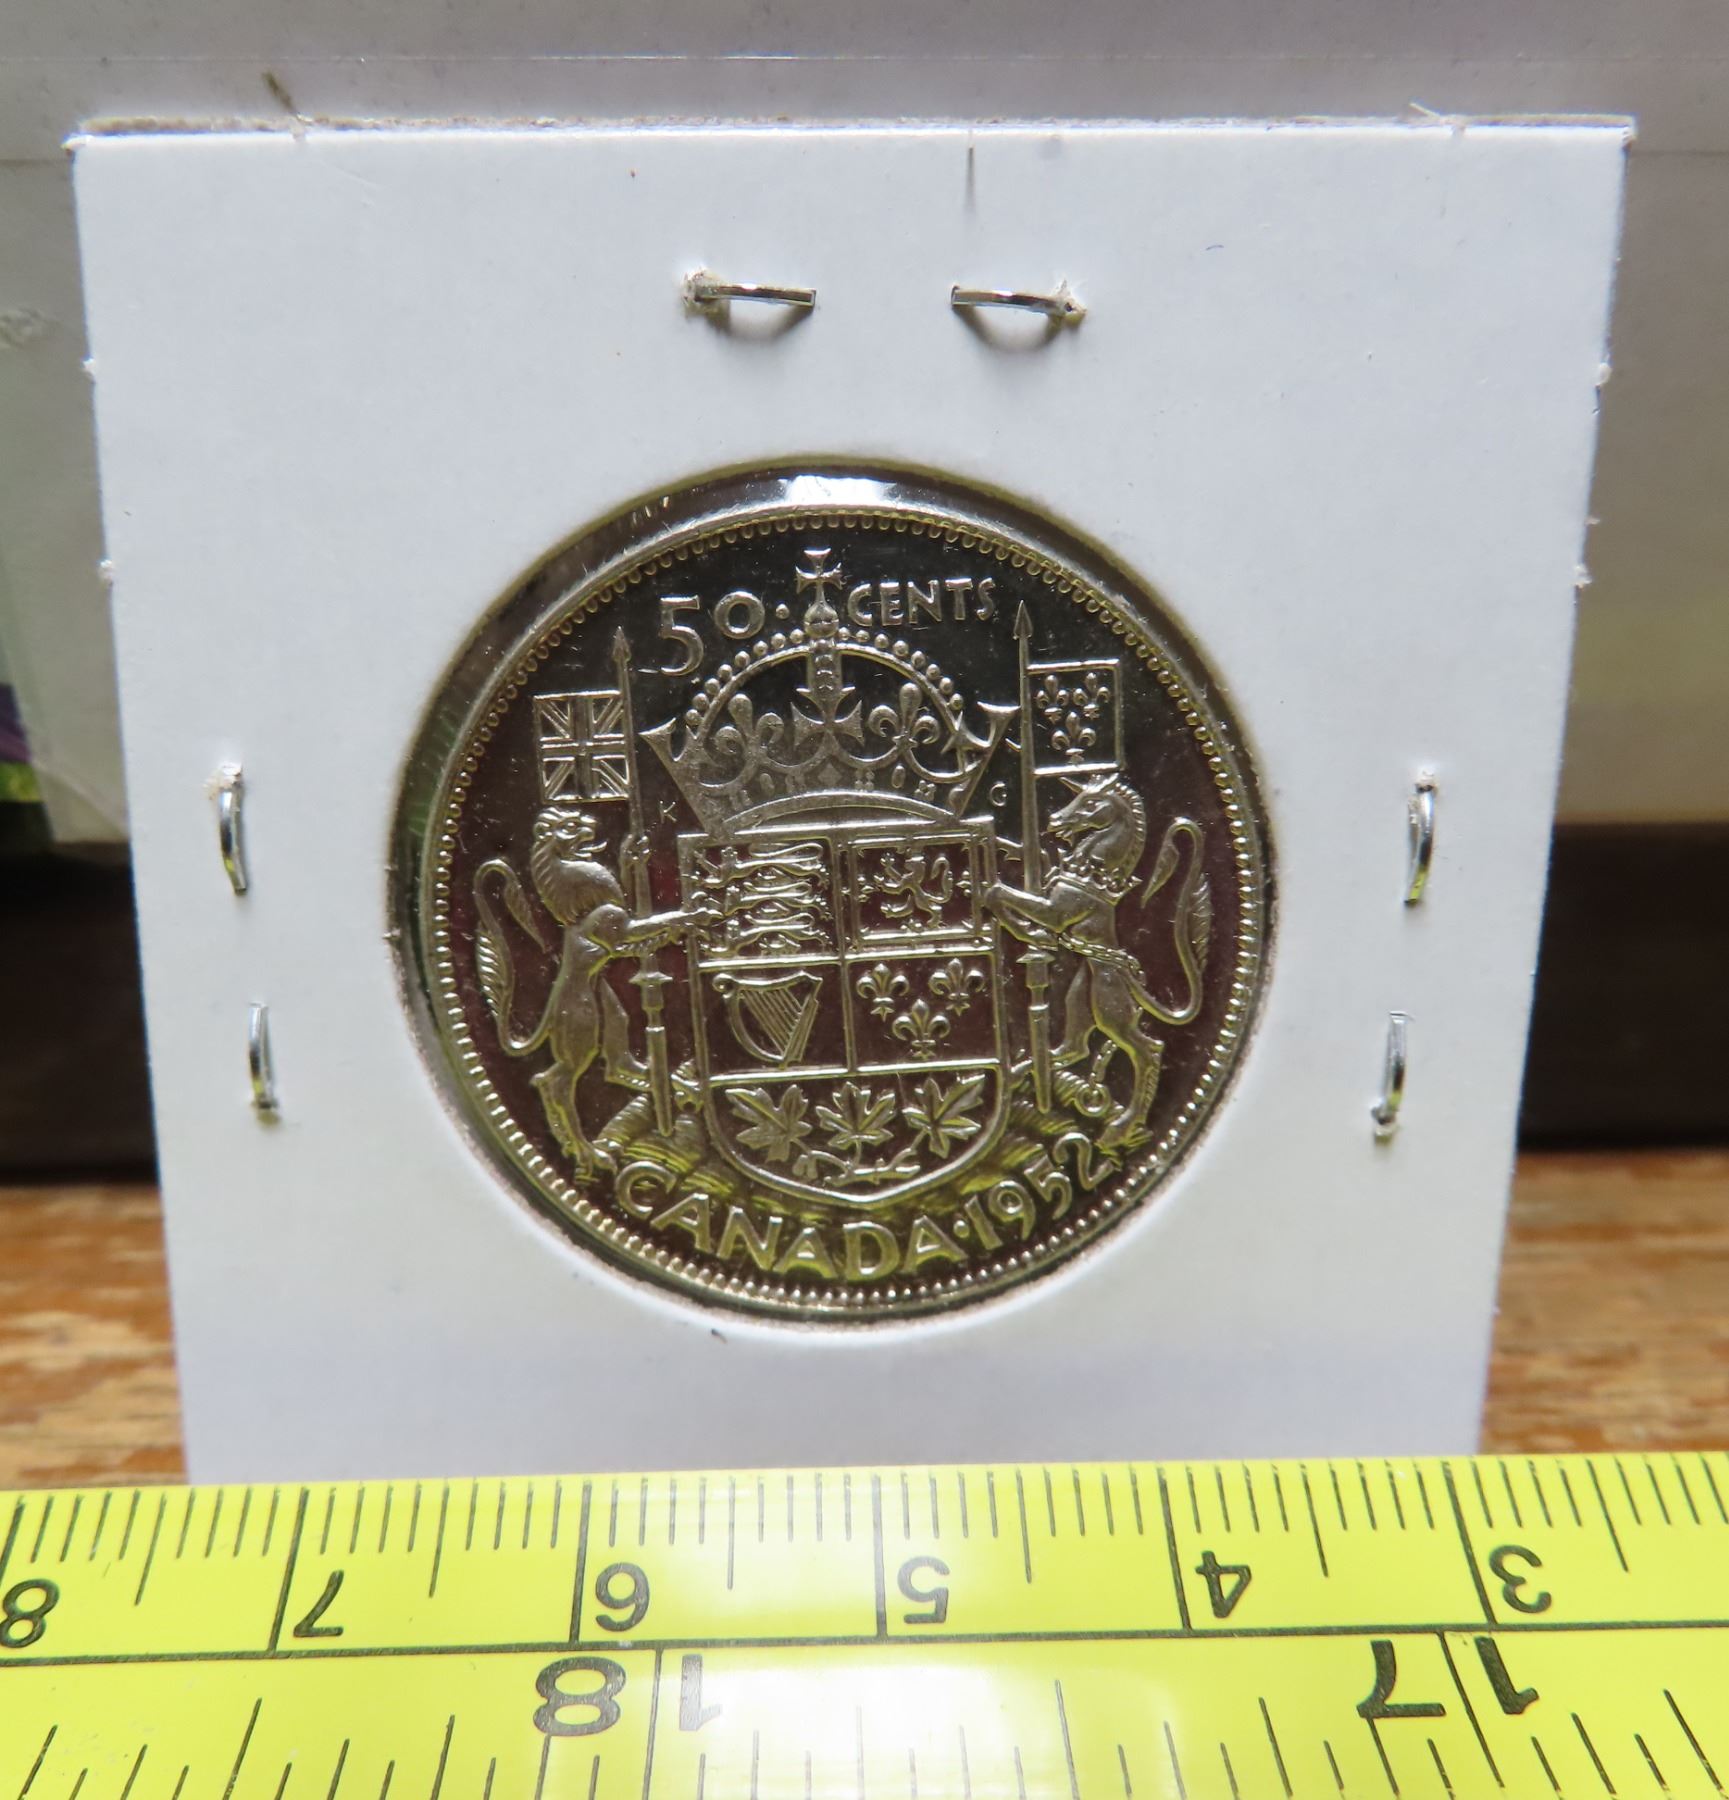 50 · CENTS
K G
CANADA · 1952
8 7 6 5 4 3
18 17